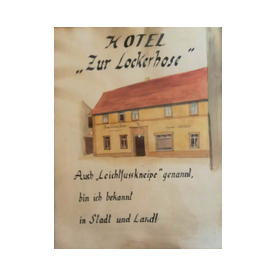 HOTEL
„Zur Lockerhose"
Auch „Leichtfusskneipe" genannt,
bin ich bekannt
in Stadt und Land!